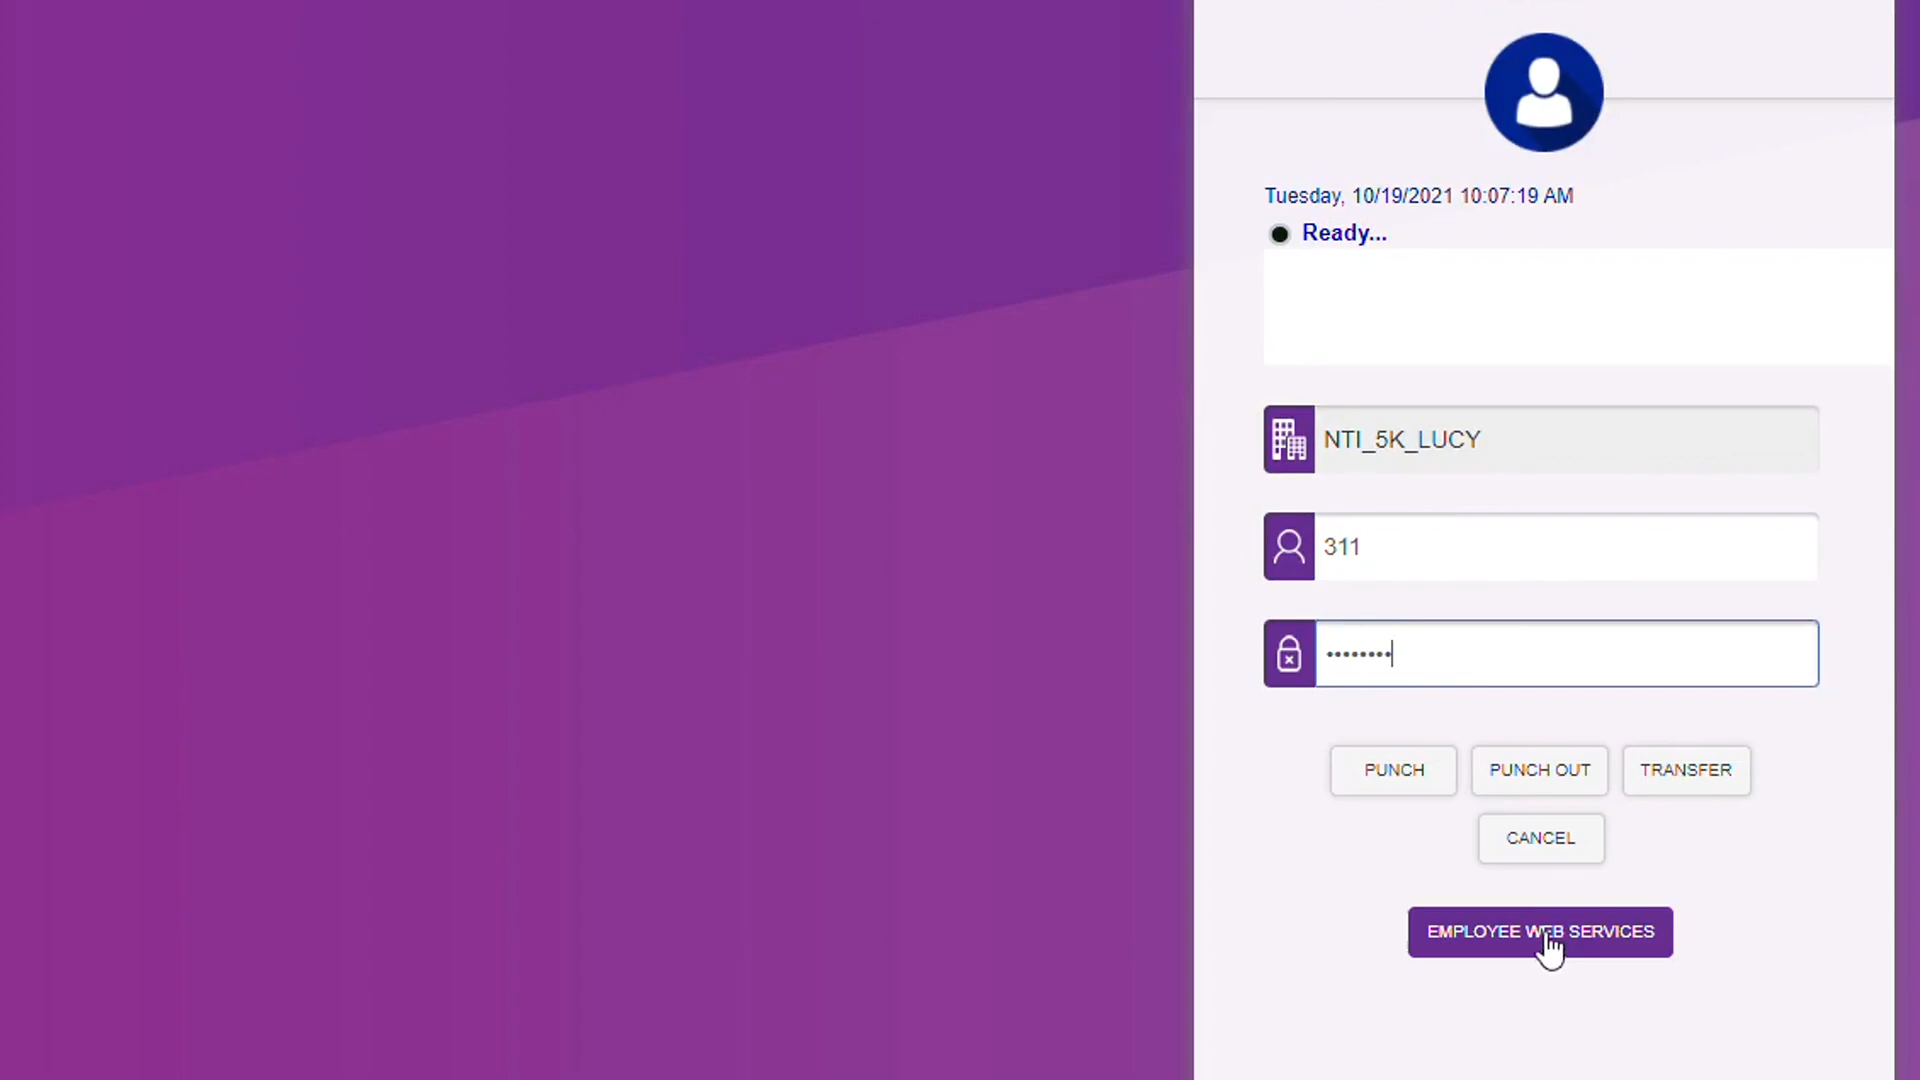 Tuesday, 10/19/2021 10:07:19 AM
Ready...
NTI_5K_LUCY
311
••••••••
PUNCH PUNCH OUT TRANSFER
CANCEL
EMPLOYEE WEB SERVICES